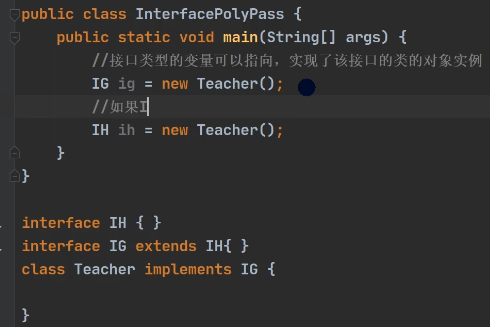 public class InterfacePolyPass {
public static void main(String[] args) {
//接口类型的变量可以指向，实现了该接口的类的对象实例
IG ig = new Teacher();
//如果I
IH ih = new Teacher();
}
}
interface IH { }
interface IG extends IH{ }
class Teacher implements IG {
}